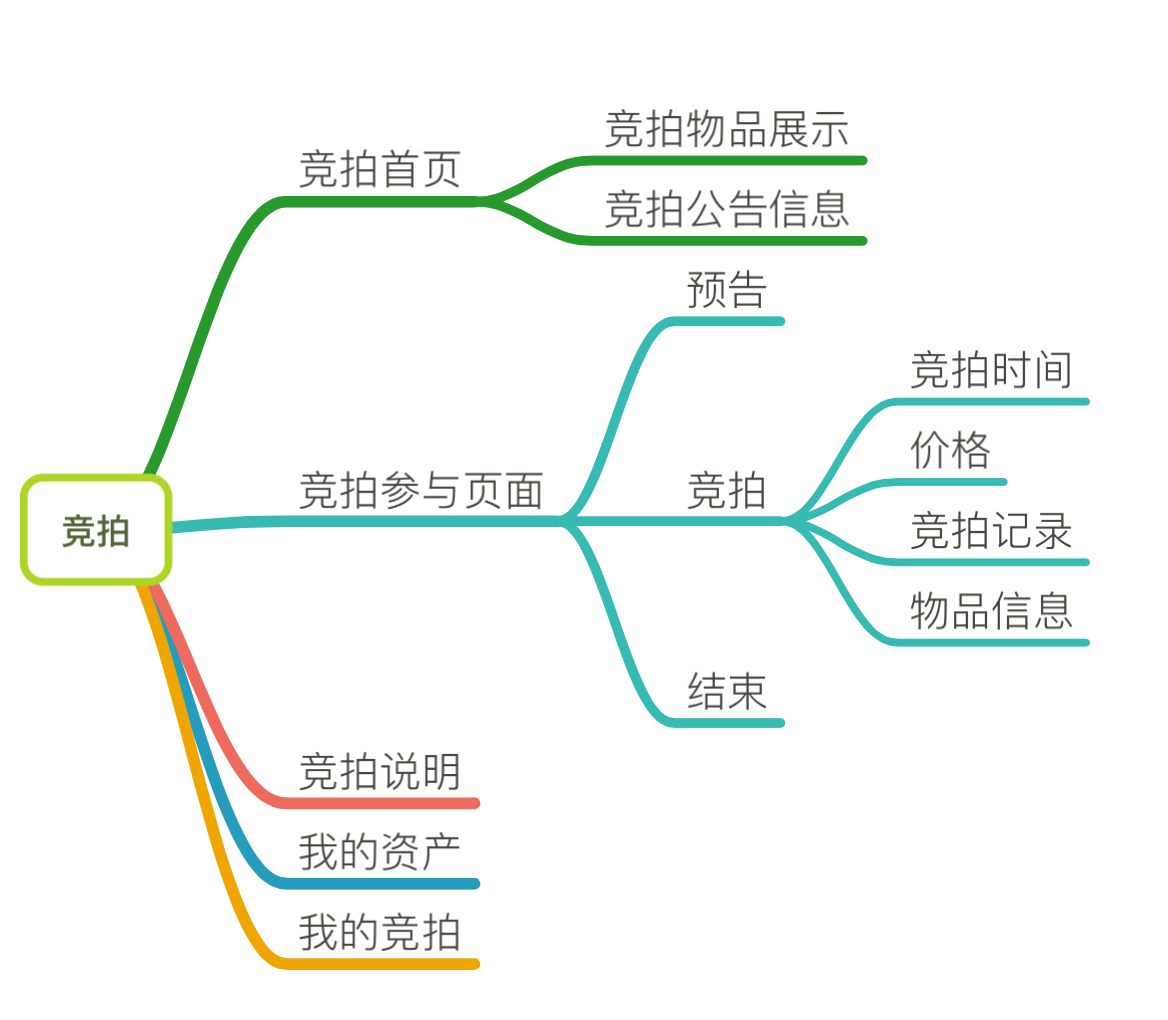 竞拍
竞拍首页
竞拍物品展示
竞拍公告信息
竞拍参与页面
预告
竞拍
竞拍时间
价格
竞拍记录
物品信息
结束
竞拍说明
我的资产
我的竞拍